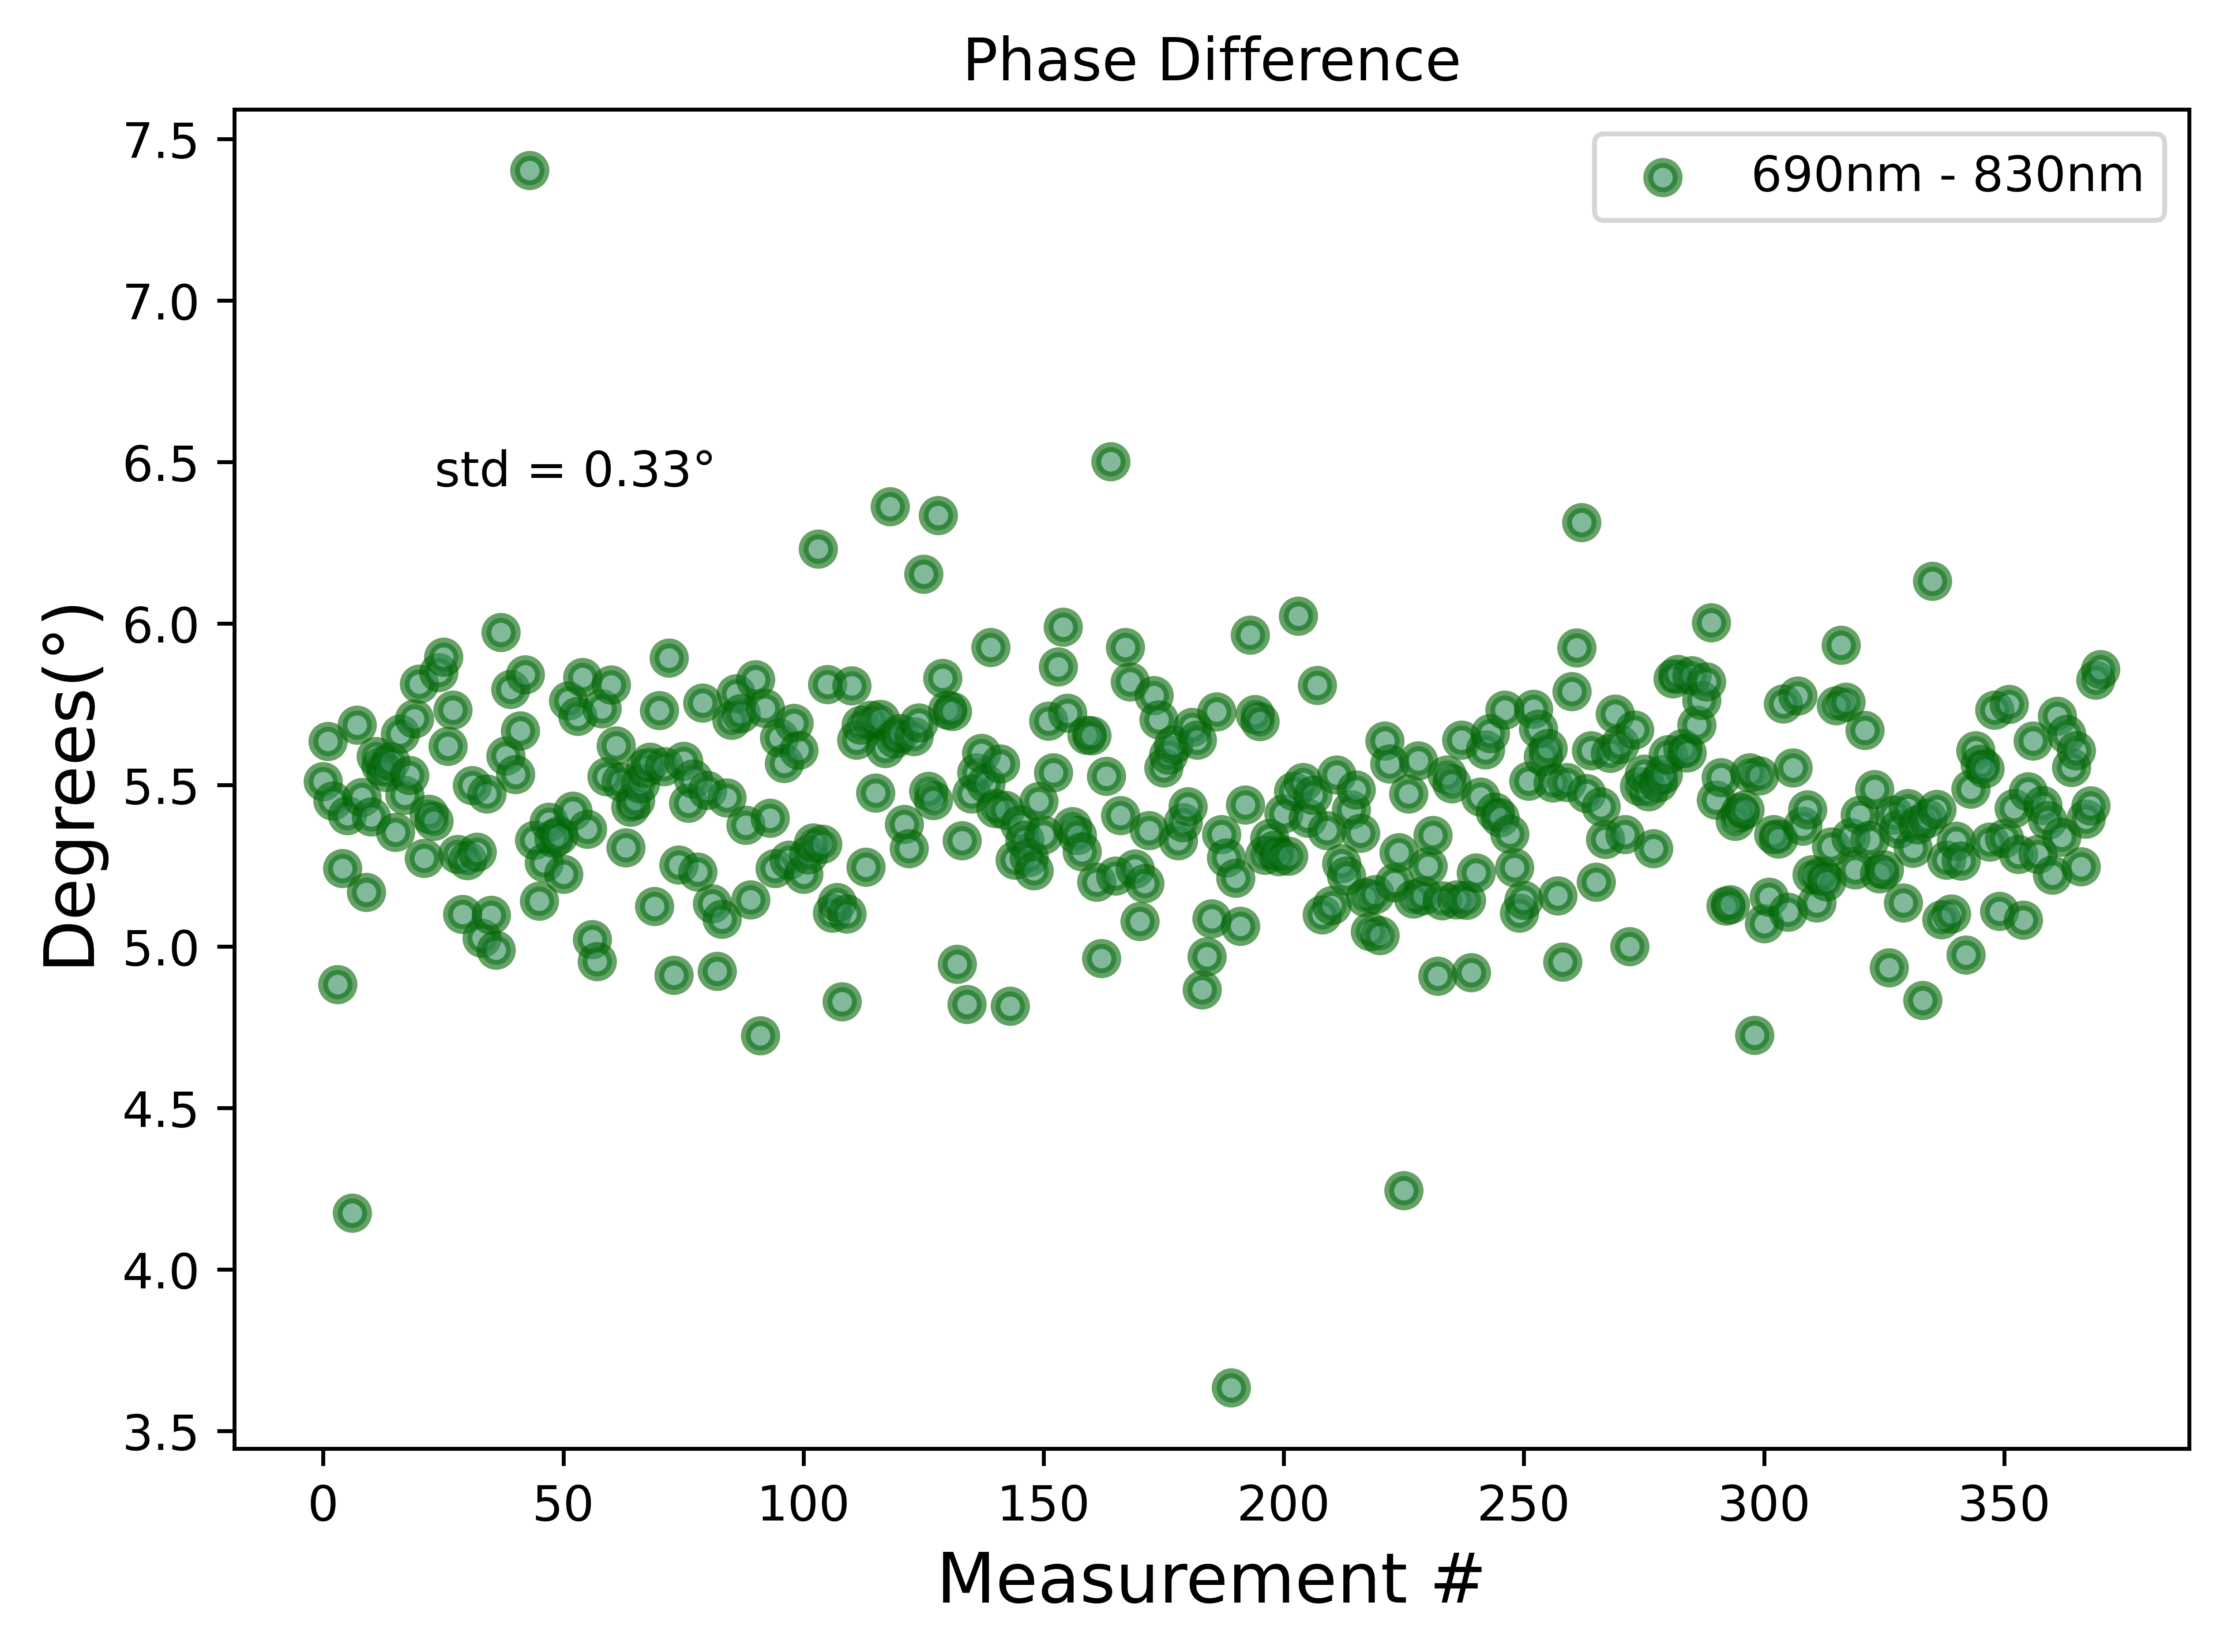 Phase Difference
690nm - 830nm
std = 0.33°
Degrees(°)
7.5
7.0
6.5
6.0
5.5
5.0
4.5
4.0
3.5
0 50 100 150 200 250 300 350
Measurement #